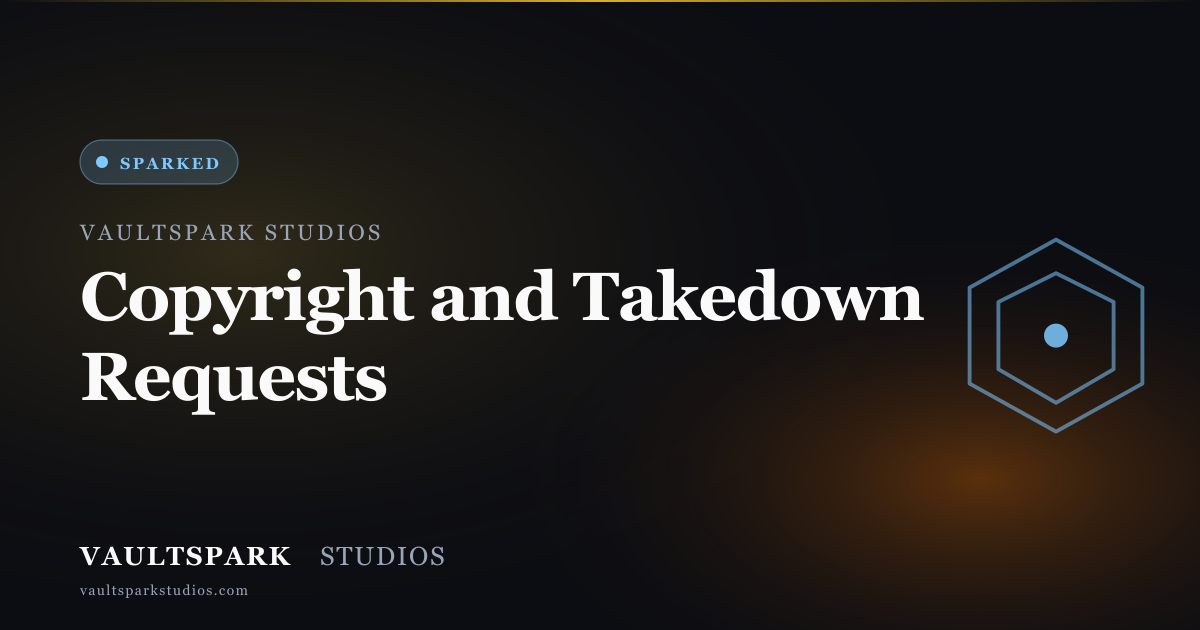 SPARKED
VAULTSPARK STUDIOS
Copyright and Takedown
Requests
VAULTSPARK STUDIOS
vaultsparkstudios.com